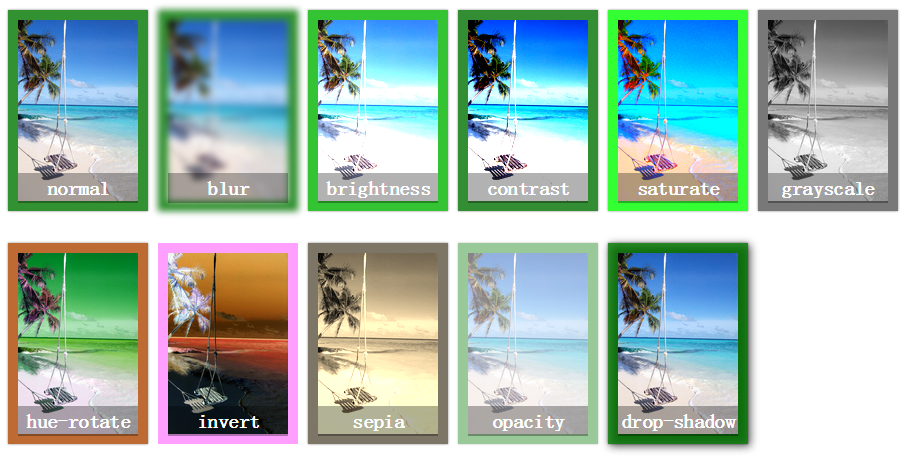 normal
blur
brightness
contrast
saturate
grayscale
hue-rotate
invert
sepia
opacity
drop-shadow